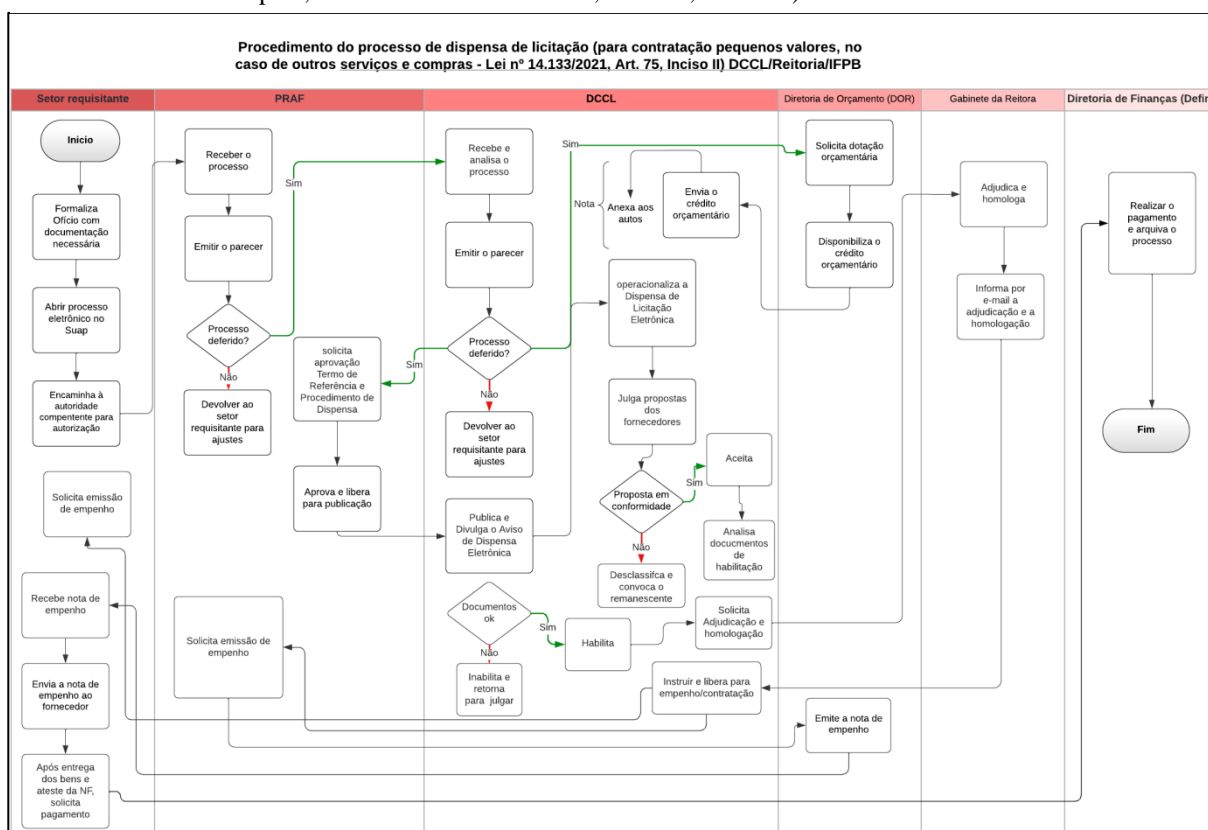 Procedimento do processo de dispensa de licitação (para contratação pequenos valores, no
caso de outros serviços e compras - Lei nº 14.133/2021, Art. 75, Inciso II) DCCL/Reitoria/IFPB
Setor requisitante
PRAF
DCCL
Diretoria de Orçamento (DOR)
Gabinete da Reitora
Diretoria de Finanças (Defin
Inicio
Formaliza
Ofício com
documentação
necessária
Abrir processo
eletrônico no
Suap
Encaminha à
autoridade
compentente para
autorização
Solicita emissão
de empenho
Recebe nota de
empenho
Envia a nota de
empenho ao
fornecedor
Após entrega
dos bens e
ateste da NF,
solicita
pagamento
Receber o
processo
Emitir o parecer
Processo
deferido?
Sim
Não
Devolver ao
setor
requisitante para
ajustes
solicita
aprovação
Termo de
Referência e
Procedimento de
Dispensa
Aprova e libera
para publicação
Solicita emissão de
empenho
Recebe e
analisa o
processo
Emitir o parecer
Processo
deferido?
Sim
Sim
Não
Devolver ao
setor
requisitante para
ajustes
Publica e
Divulga o Aviso
de Dispensa
Eletrônica
Documentos
ok
Sim
Não
Inabilita e
retorna
para julgar
Nota
Anexa aos
autos
Envia o
crédito
orçamentário
operacionaliza a
Dispensa de
Licitação
Eletrônica
Julga propostas
dos
fornecedores
Proposta em
conformidade
Sim
Não
Aceita
Analisa
docucmentos
de
habilitação
Desclassifca e
convoca o
remanescente
Habilita
Solicita
Adjudicação e
homologação
Instruir e libera para
empenho/contratação
Solicita dotação
orçamentária
Disponibiliza o
crédito
orçamentário
Emite a nota de
empenho
Adjudica e
homologa
Informa por
e-mail a
adjudicação e a
homologação
Realizar o
pagamento
e arquiva o
processo
Fim